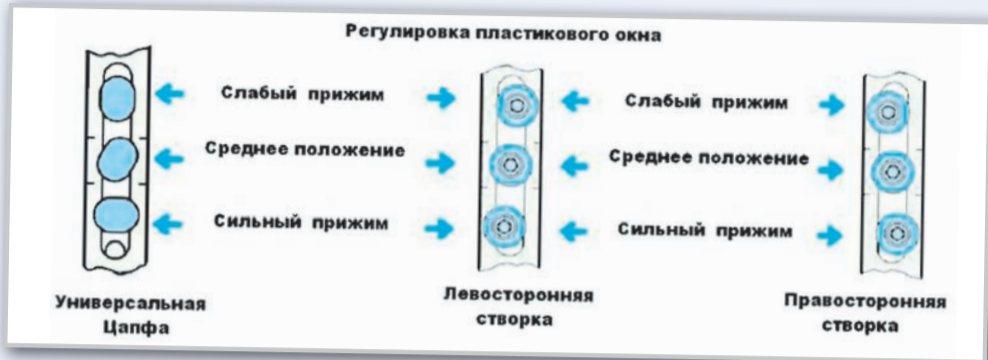 Регулировка пластикового окна
Слабый прижим
Слабый прижим
Среднее положение
Среднее положение
Сильный прижим
Сильный прижим
Универсальная
Цапфа
Левосторонняя
створка
Правосторонняя
створка